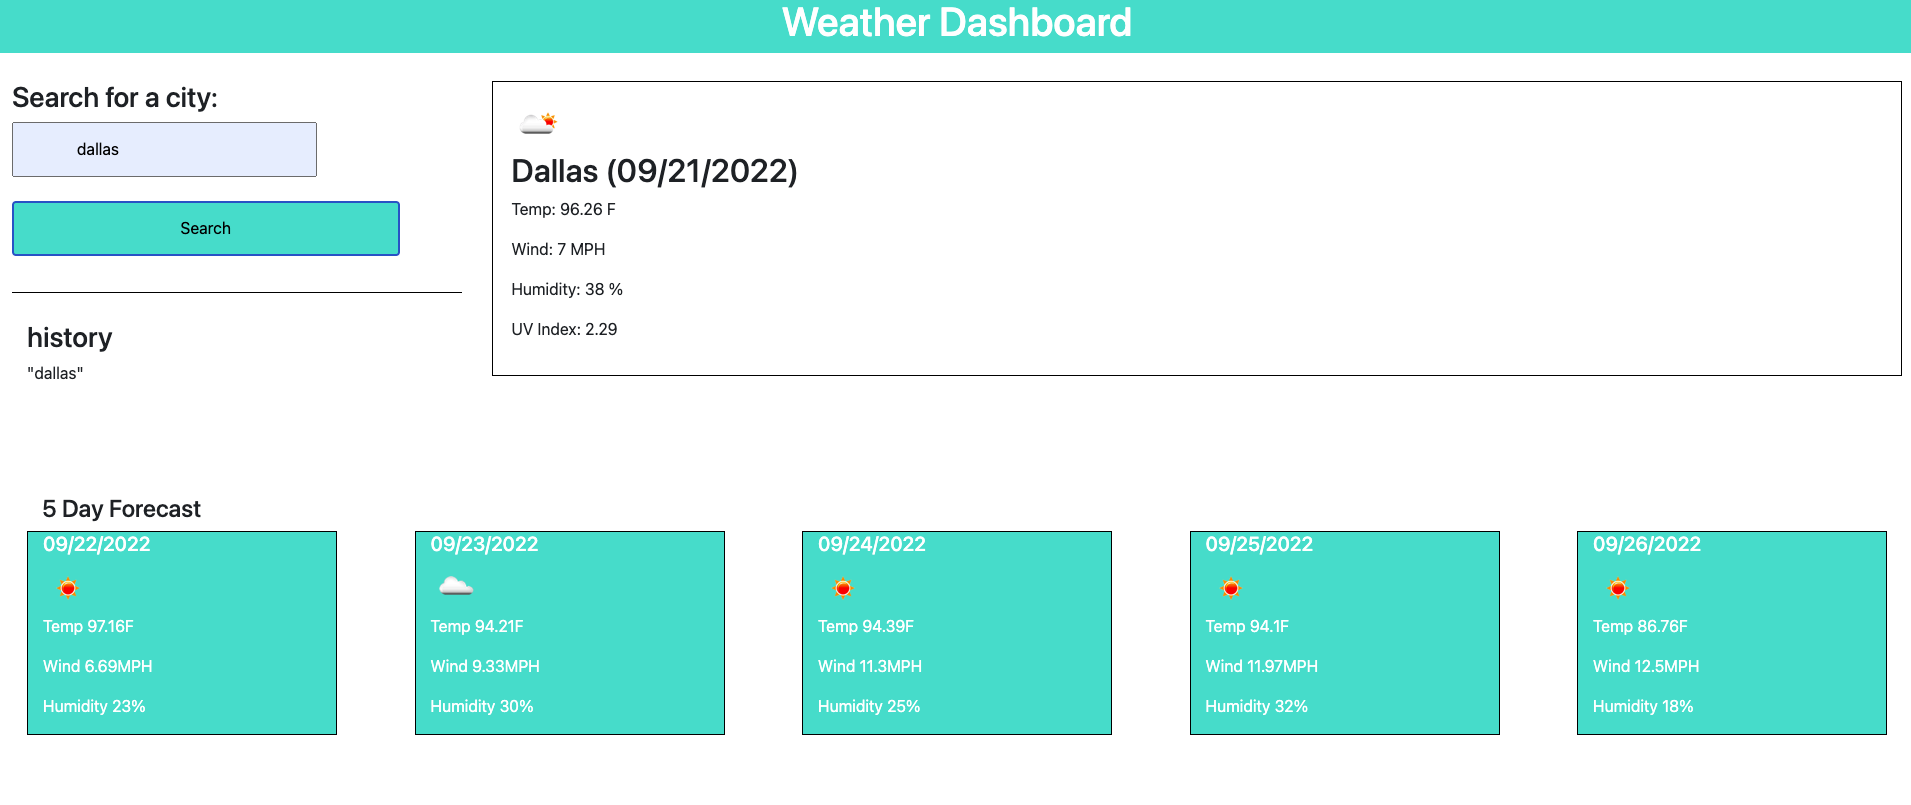 Weather Dashboard
Search for a city:
dallas
Search
history
"dallas"
Dallas (09/21/2022)
Temp: 96.26 F
Wind: 7 MPH
Humidity: 38 %
UV Index: 2.29
5 Day Forecast
09/22/2022
Temp 97.16F
Wind 6.69MPH
Humidity 23%
09/23/2022
Temp 94.21F
Wind 9.33MPH
Humidity 30%
09/24/2022
Temp 94.39F
Wind 11.3MPH
Humidity 25%
09/25/2022
Temp 94.1F
Wind 11.97MPH
Humidity 32%
09/26/2022
Temp 86.76F
Wind 12.5MPH
Humidity 18%